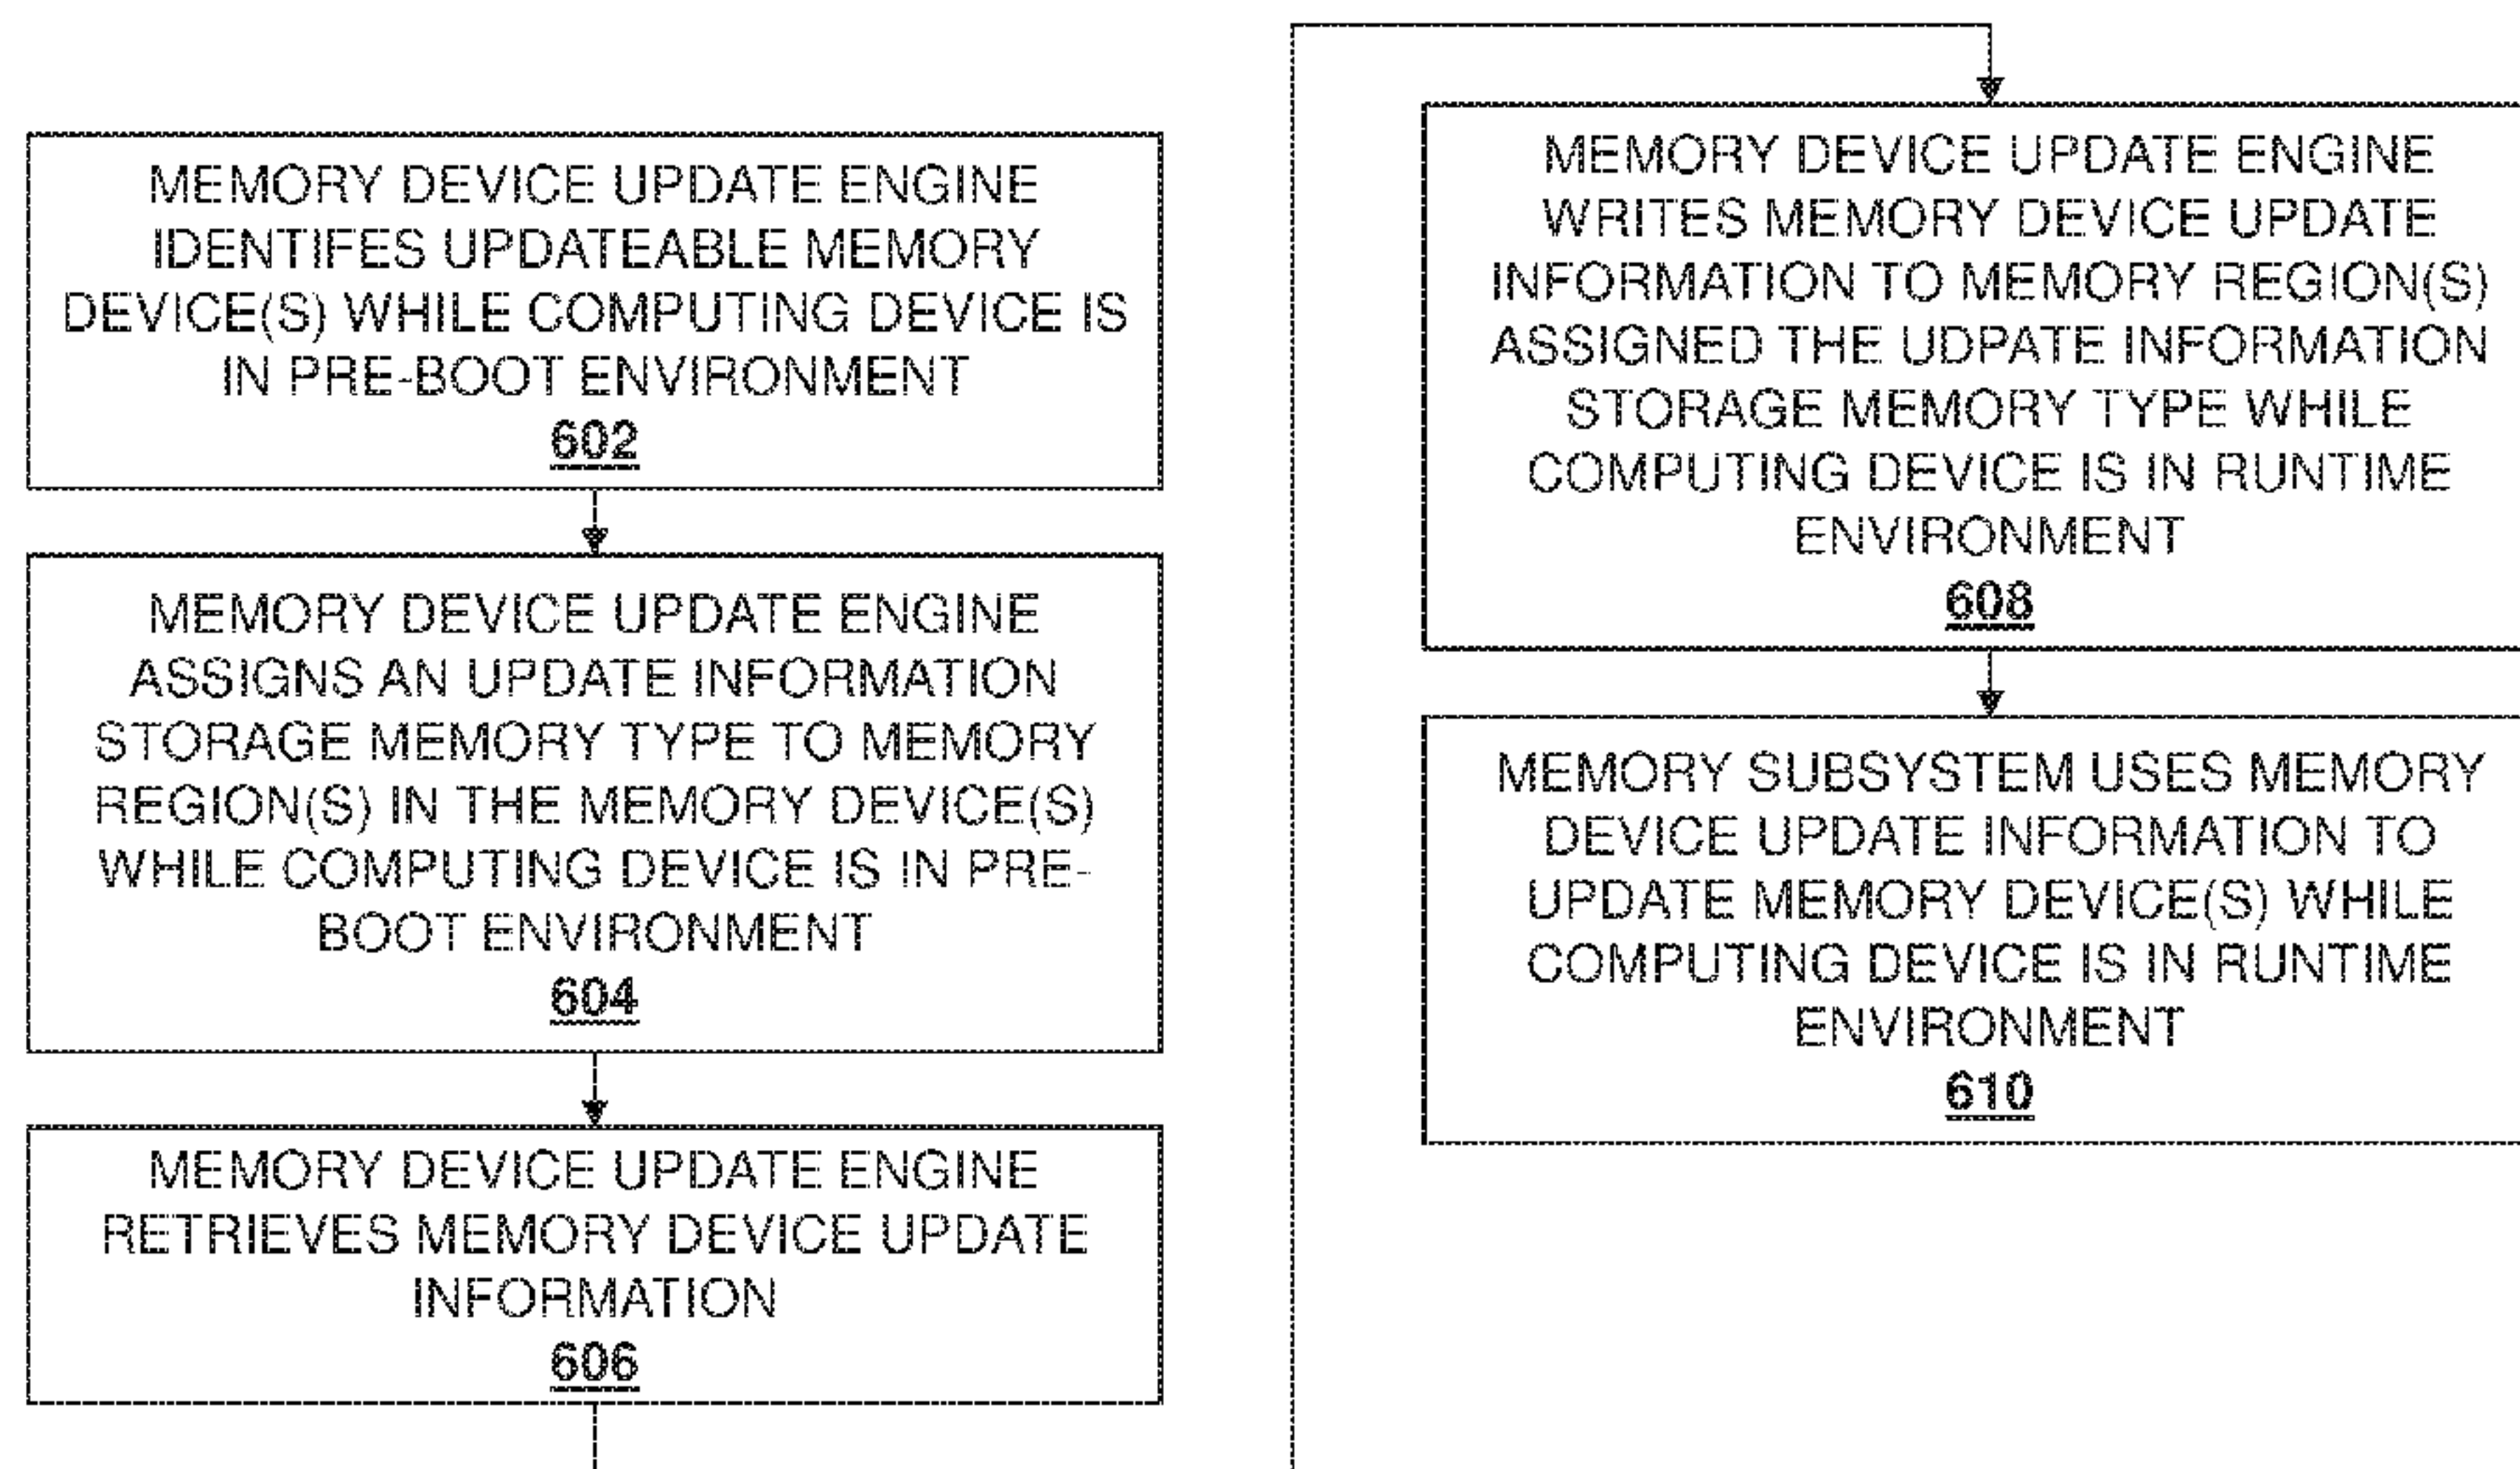 MEMORY DEVICE UPDATE ENGINE
IDENTIFES UPDATEABLE MEMORY
DEVICE(S) WHILE COMPUTING DEVICE IS
IN PRE-BOOT ENVIRONMENT
602
MEMORY DEVICE UPDATE ENGINE
ASSIGNS AN UPDATE INFORMATION
STORAGE MEMORY TYPE TO MEMORY
REGION(S) IN THE MEMORY DEVICE(S)
WHILE COMPUTING DEVICE IS IN PRE-
BOOT ENVIRONMENT
604
MEMORY DEVICE UPDATE ENGINE
RETRIEVES MEMORY DEVICE UPDATE
INFORMATION
606
MEMORY DEVICE UPDATE ENGINE
WRITES MEMORY DEVICE UPDATE
INFORMATION TO MEMORY REGION(S)
ASSIGNED THE UDPATE INFORMATION
STORAGE MEMORY TYPE WHILE
COMPUTING DEVICE IS IN RUNTIME
ENVIRONMENT
608
MEMORY SUBSYSTEM USES MEMORY
DEVICE UPDATE INFORMATION TO
UPDATE MEMORY DEVICE(S) WHILE
COMPUTING DEVICE IS IN RUNTIME
ENVIRONMENT
610